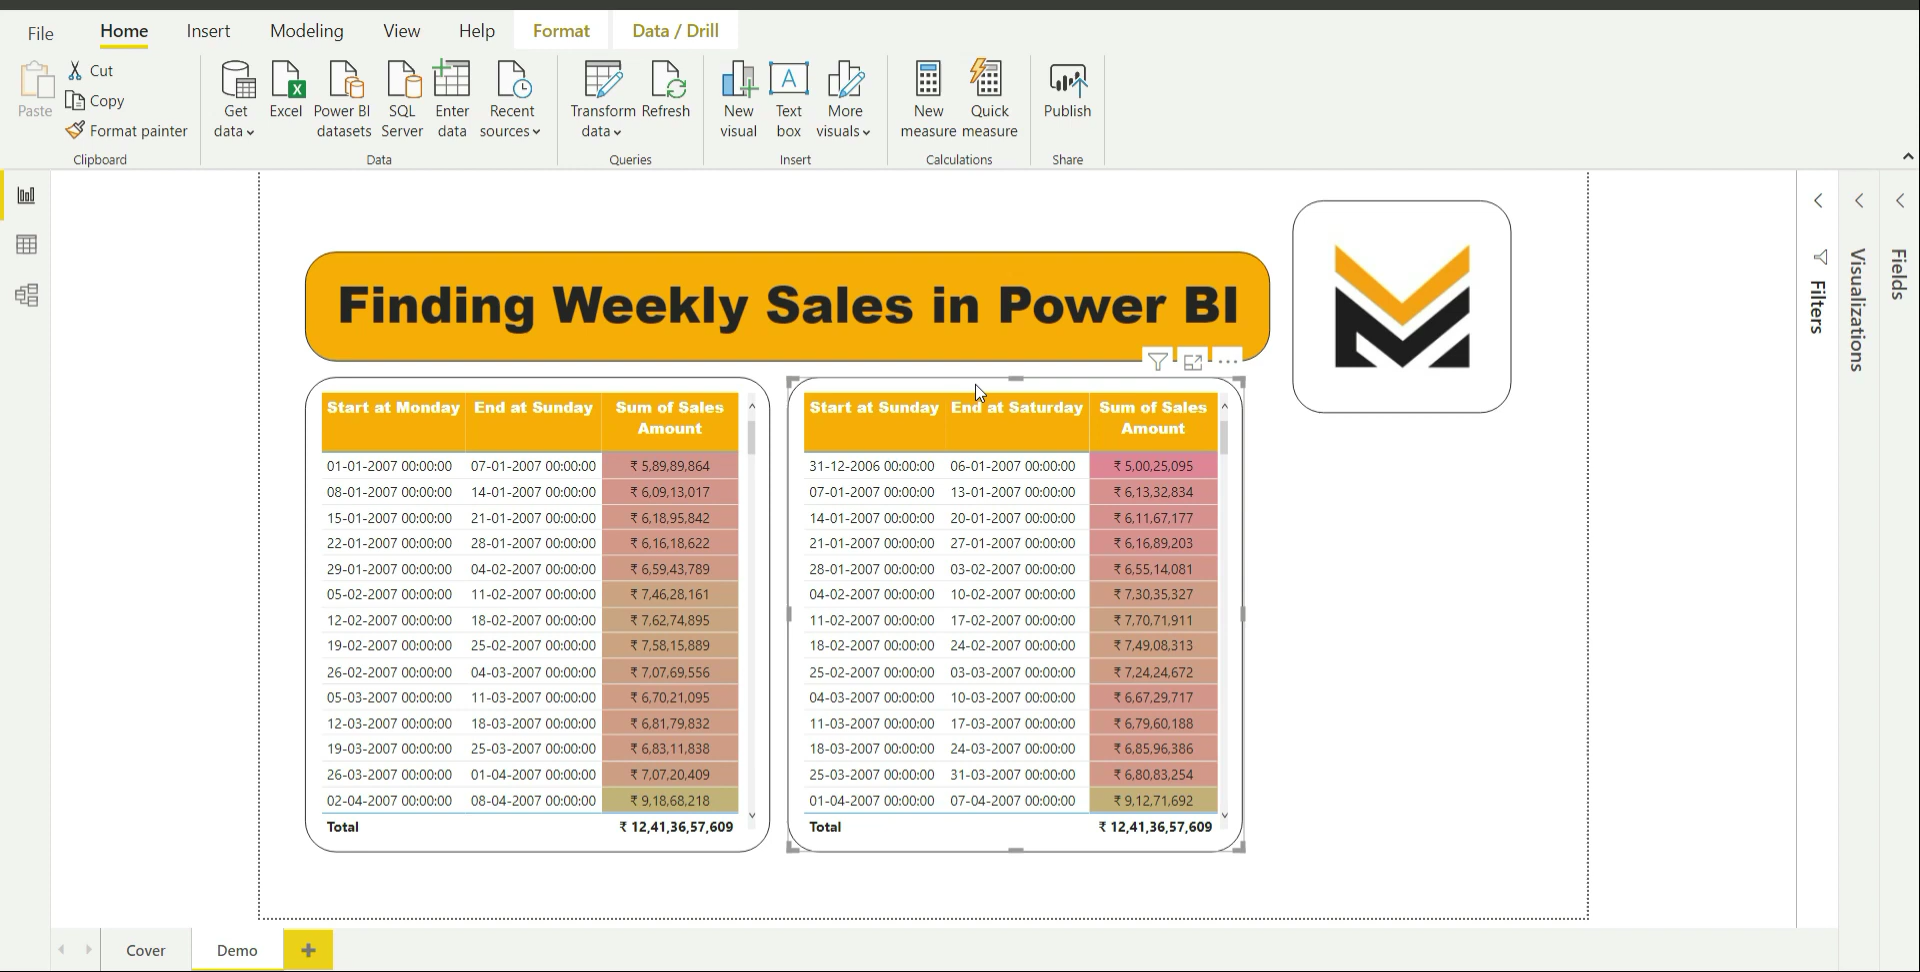 File Home Insert Modeling View Help Format Data / Drill
Paste
Cut
Copy
Format painter
Clipboard
Get data
Excel
Power BI datasets
SQL Server
Enter data
Recent sources
Data
Transform data
Refresh
Queries
New visual
Text box
More visuals
Insert
New measure
Quick measure
Calculations
Publish
Share
Finding Weekly Sales in Power BI
Start at Monday End at Sunday Sum of Sales Amount
01-01-2007 00:00:00 07-01-2007 00:00:00 ₹ 5,89,89,864
08-01-2007 00:00:00 14-01-2007 00:00:00 ₹ 6,09,13,017
15-01-2007 00:00:00 21-01-2007 00:00:00 ₹ 6,18,95,842
22-01-2007 00:00:00 28-01-2007 00:00:00 ₹ 6,16,18,622
29-01-2007 00:00:00 04-02-2007 00:00:00 ₹ 6,59,43,789
05-02-2007 00:00:00 11-02-2007 00:00:00 ₹ 7,46,28,161
12-02-2007 00:00:00 18-02-2007 00:00:00 ₹ 7,62,74,895
19-02-2007 00:00:00 25-02-2007 00:00:00 ₹ 7,58,15,889
26-02-2007 00:00:00 04-03-2007 00:00:00 ₹ 7,07,69,556
05-03-2007 00:00:00 11-03-2007 00:00:00 ₹ 6,70,21,095
12-03-2007 00:00:00 18-03-2007 00:00:00 ₹ 6,81,79,832
19-03-2007 00:00:00 25-03-2007 00:00:00 ₹ 6,83,11,838
26-03-2007 00:00:00 01-04-2007 00:00:00 ₹ 7,07,20,409
02-04-2007 00:00:00 08-04-2007 00:00:00 ₹ 9,18,68,218
Total ₹ 12,41,36,57,609
Start at Sunday End at Saturday Sum of Sales Amount
31-12-2006 00:00:00 06-01-2007 00:00:00 ₹ 5,00,25,095
07-01-2007 00:00:00 13-01-2007 00:00:00 ₹ 6,13,32,834
14-01-2007 00:00:00 20-01-2007 00:00:00 ₹ 6,11,67,177
21-01-2007 00:00:00 27-01-2007 00:00:00 ₹ 6,16,89,203
28-01-2007 00:00:00 03-02-2007 00:00:00 ₹ 6,55,14,081
04-02-2007 00:00:00 10-02-2007 00:00:00 ₹ 7,30,35,327
11-02-2007 00:00:00 17-02-2007 00:00:00 ₹ 7,70,71,911
18-02-2007 00:00:00 24-02-2007 00:00:00 ₹ 7,49,08,313
25-02-2007 00:00:00 03-03-2007 00:00:00 ₹ 7,24,24,672
04-03-2007 00:00:00 10-03-2007 00:00:00 ₹ 6,67,29,717
11-03-2007 00:00:00 17-03-2007 00:00:00 ₹ 6,79,60,188
18-03-2007 00:00:00 24-03-2007 00:00:00 ₹ 6,85,96,386
25-03-2007 00:00:00 31-03-2007 00:00:00 ₹ 6,80,83,254
01-04-2007 00:00:00 07-04-2007 00:00:00 ₹ 9,12,71,692
Total ₹ 12,41,36,57,609
Filters
Visualizations
Fields
Cover Demo